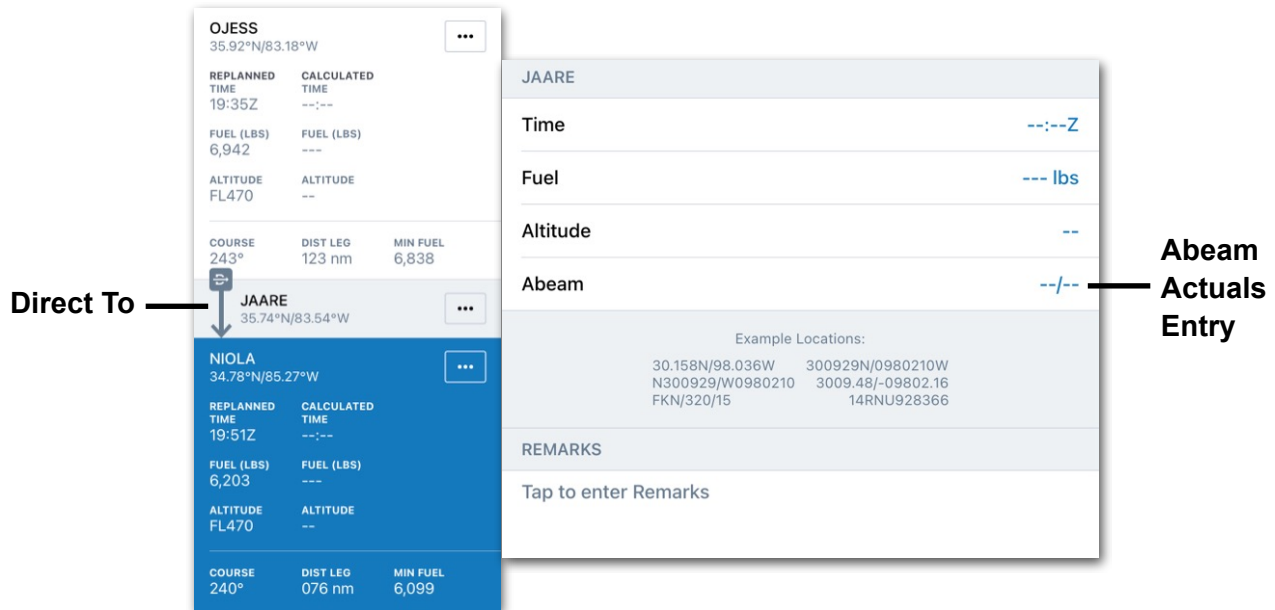 OJESS
35.92°N/83.18°W
•••
REPLANNED TIME CALCULATED TIME
19:35Z --:--
FUEL (LBS) FUEL (LBS)
6,942 ---
ALTITUDE ALTITUDE
FL470 --
COURSE DIST LEG MIN FUEL
243° 123 nm 6,838
Direct To
JAARE
35.74°N/83.54°W
•••
NIOLA
34.78°N/85.27°W
•••
REPLANNED TIME CALCULATED TIME
19:51Z --:--
FUEL (LBS) FUEL (LBS)
6,203 ---
ALTITUDE ALTITUDE
FL470 --
COURSE DIST LEG MIN FUEL
240° 076 nm 6,099
JAARE
Time --:--Z
Fuel --- lbs
Altitude --
Abeam --/--
Abeam
Actuals
Entry
Example Locations:
30.158N/98.036W 300929N/0980210W
N300929/W0980210 3009.48/-09802.16
FKN/320/15 14RNU928366
REMARKS
Tap to enter Remarks